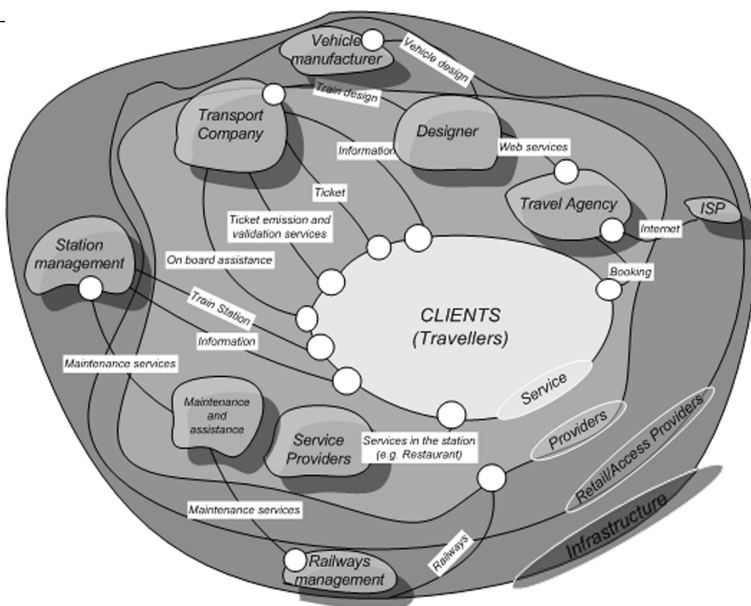 Vehicle
manufacturer
Vehicle design
Train design
Transport
Company
Designer
Information
Web services
Ticket
Travel Agency
ISP
Ticket emission and
validation services
Internet
Station
management
On board assistance
Booking
Train Station
CLIENTS
(Travellers)
Information
Maintenance services
Service
Maintenance
and
assistance
Service
Providers
Services in the station
(e.g. Restaurant)
Providers
Retail/Access Providers
Maintenance services
Infrastructure
Railways
Railways
management